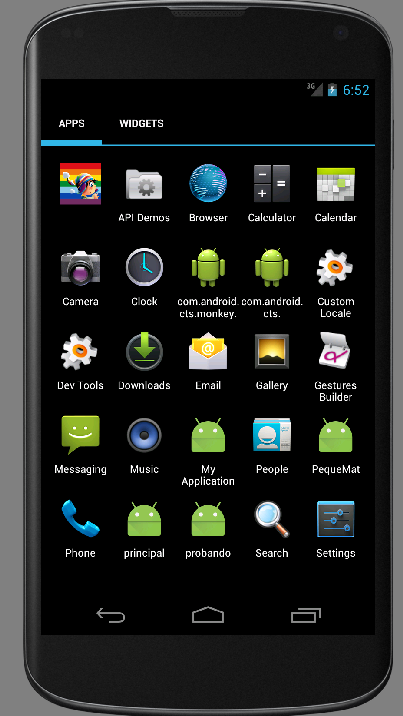 3G 6:52
APPS WIDGETS
API Demos Browser Calculator Calendar
Camera Clock com.android.cts.monkey. com.android.cts. Custom Locale
Dev Tools Downloads Email Gallery Gestures Builder
Messaging Music My Application People PequeMat
Phone principal probando Search Settings